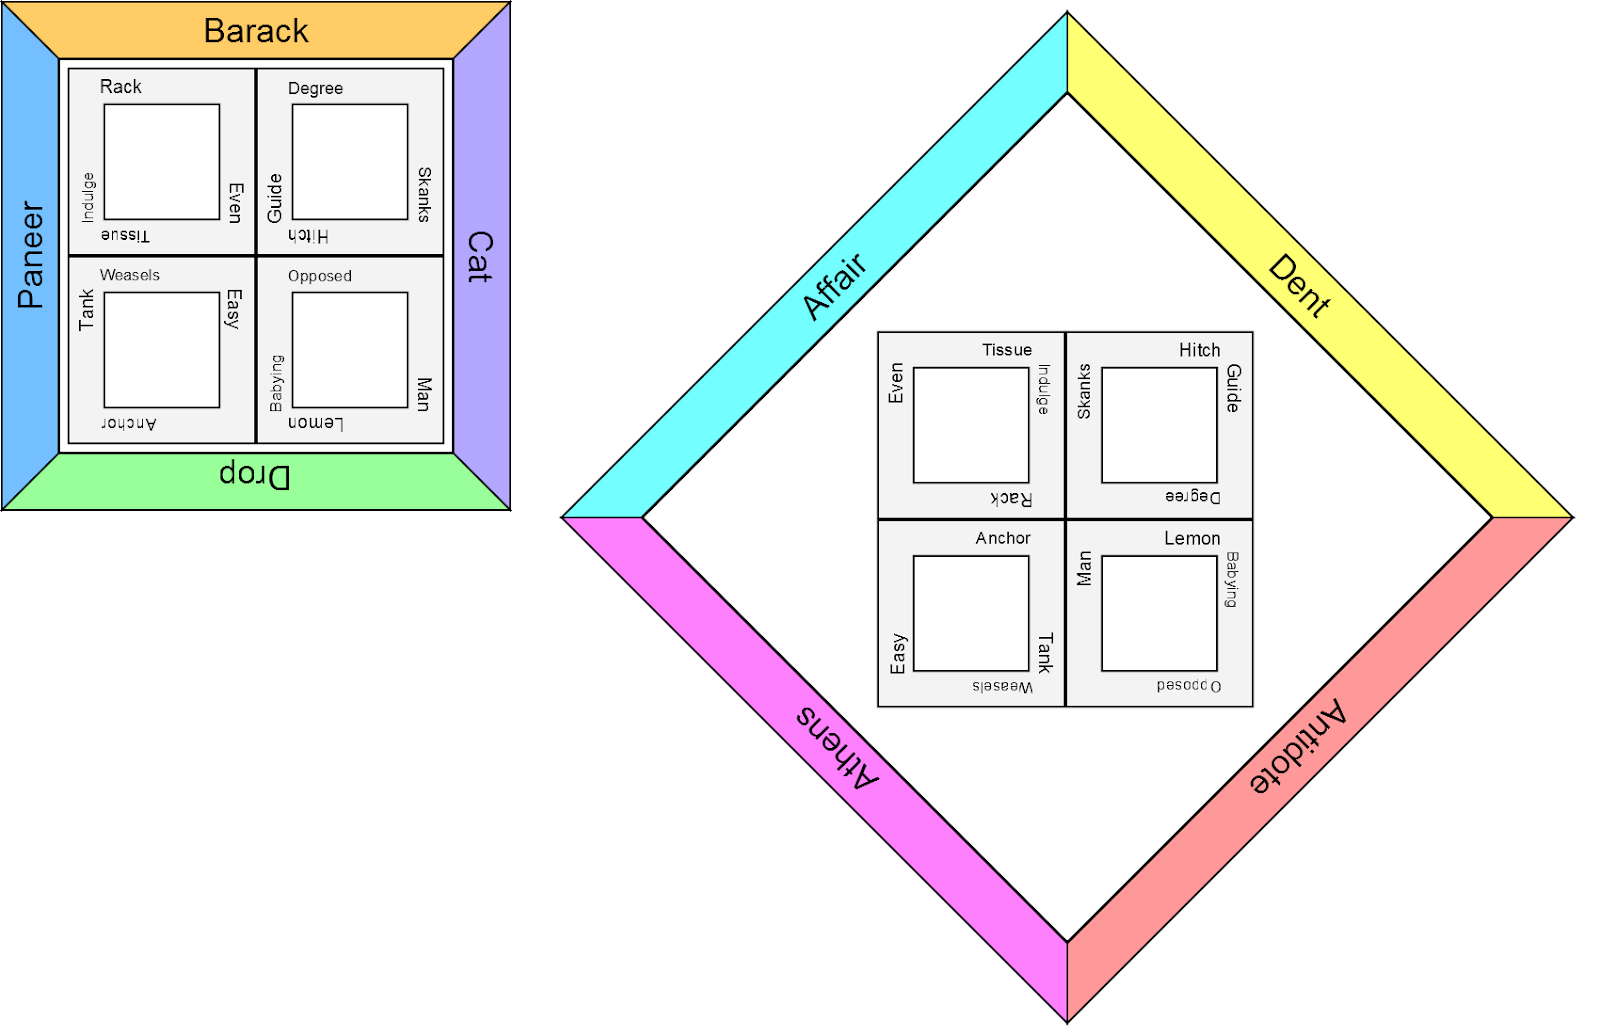 Barack
Paneer
Cat
Drop
Rack
Indulge
Even
Tissue
Degree
Guide
Skanks
Hitch
Weasels
Tank
Easy
Anchor
Opposed
Babying
Man
Lemon
Affair
Dent
Athens
Antidote
Tissue
Even
Indulge
Rack
Hitch
Skanks
Guide
Degree
Anchor
Easy
Tank
Weasels
Lemon
Man
Babying
Opposed